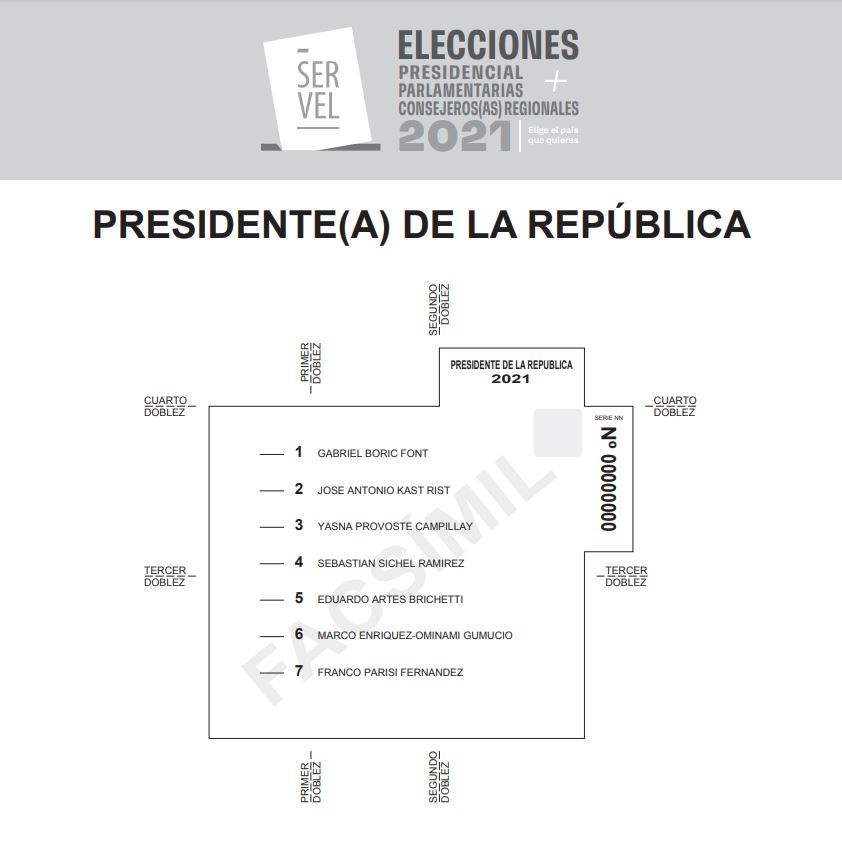 SER
VEL
ELECCIONES
PRESIDENCIAL
PARLAMENTARIAS
CONSEJEROS(AS) REGIONALES
2021
Elige el país
que quieres
PRESIDENTE(A) DE LA REPÚBLICA
SEGUNDO
DOBLEZ
PRIMER
DOBLEZ
PRESIDENTE DE LA REPUBLICA
2021
CUARTO
DOBLEZ
CUARTO
DOBLEZ
SERIE NN
Nº 00000000
1 GABRIEL BORIC FONT
2 JOSE ANTONIO KAST RIST
3 YASNA PROVOSTE CAMPILLAY
4 SEBASTIAN SICHEL RAMIREZ
5 EDUARDO ARTES BRICHETTI
6 MARCO ENRIQUEZ-OMINAMI GUMUCIO
7 FRANCO PARISI FERNANDEZ
FACSÍMIL
TERCER
DOBLEZ
TERCER
DOBLEZ
PRIMER
DOBLEZ
SEGUNDO
DOBLEZ